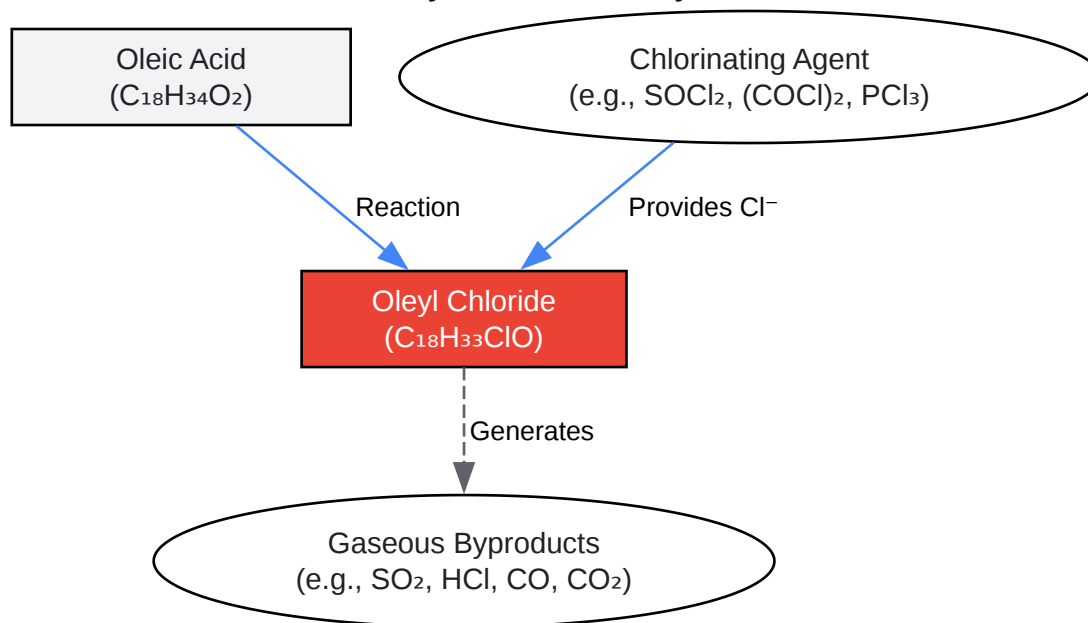 Oleic Acid
(C₁₈H₃₄O₂)
Chlorinating Agent
(e.g., SOCl₂, (COCl)₂, PCl₃)
Reaction
Provides Cl⁻
Oleyl Chloride
(C₁₈H₃₃ClO)
Generates
Gaseous Byproducts
(e.g., SO₂, HCl, CO, CO₂)